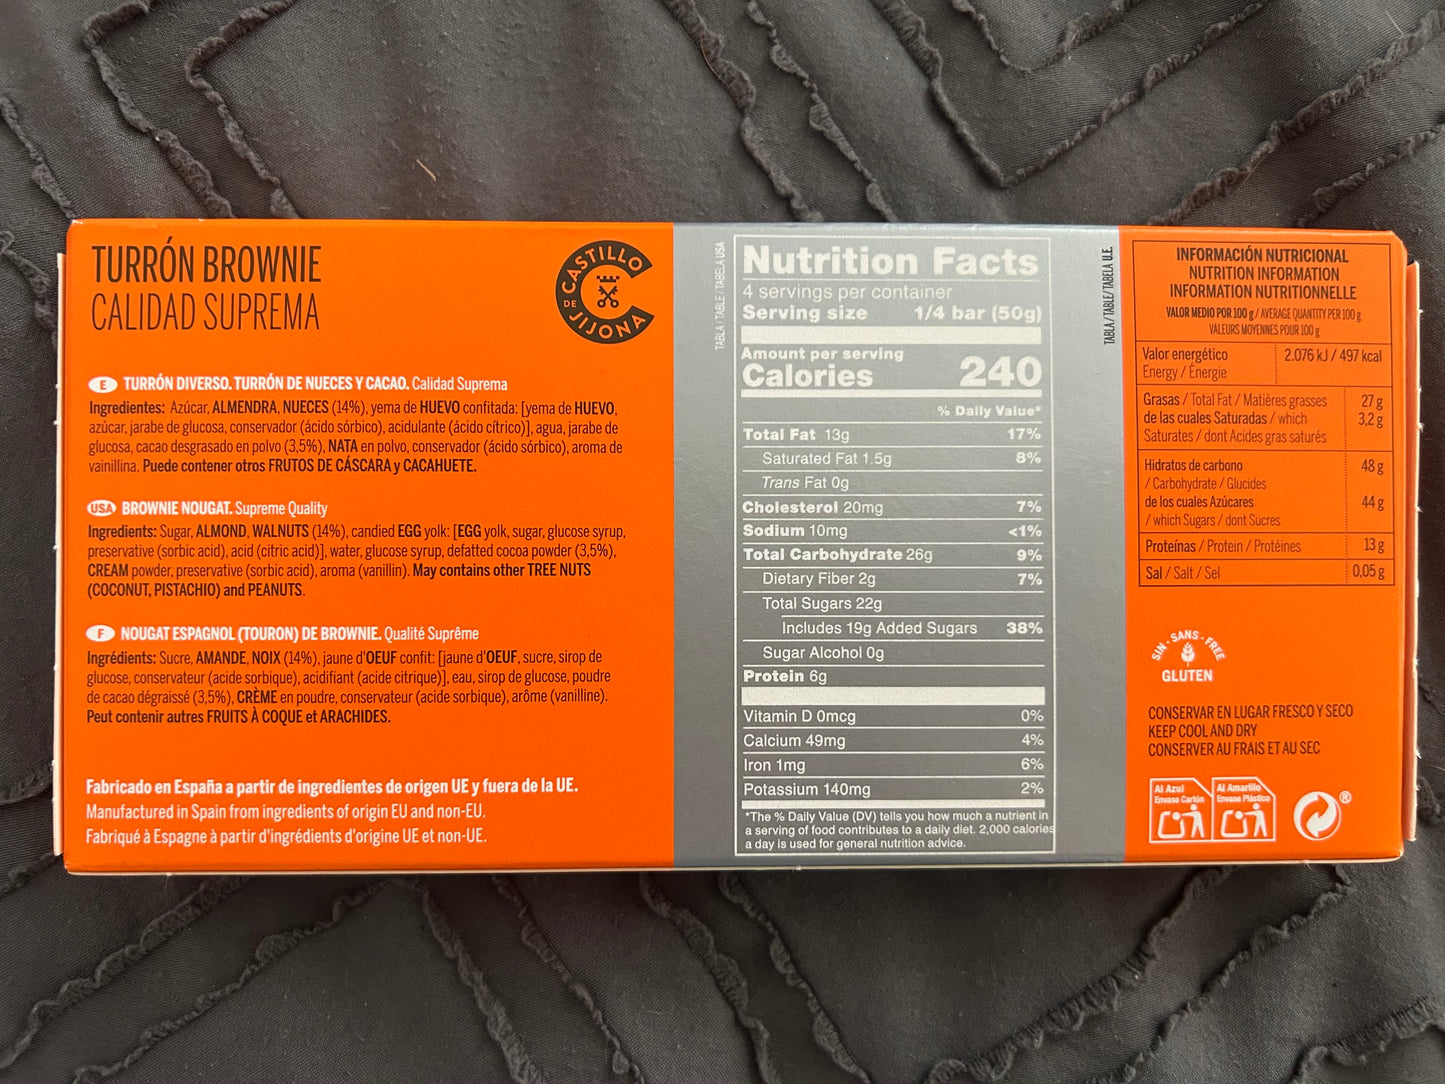 TURRÓN BROWNIE
CALIDAD SUPREMA
CASTILLO
DE
JIJONA
E TURRÓN DIVERSO. TURRÓN DE NUECES Y CACAO. Calidad Suprema
Ingredientes: Azúcar, ALMENDRA, NUECES (14%), yema de HUEVO confitada: [yema de HUEVO,
azúcar, jarabe de glucosa, conservador (ácido sórbico), acidulante (ácido cítrico)], agua, jarabe de
glucosa, cacao desgrasado en polvo (3,5%), NATA en polvo, conservador (ácido sórbico), aroma de
vainillina. Puede contener otros FRUTOS DE CÁSCARA y CACAHUETE.
USA BROWNIE NOUGAT. Supreme Quality
Ingredients: Sugar, ALMOND, WALNUTS (14%), candied EGG yolk: [EGG yolk, sugar, glucose syrup,
preservative (sorbic acid), acid (citric acid)], water, glucose syrup, defatted cocoa powder (3,5%),
CREAM powder, preservative (sorbic acid), aroma (vanillin). May contains other TREE NUTS
(COCONUT, PISTACHIO) and PEANUTS.
F NOUGAT ESPAGNOL (TOURON) DE BROWNIE. Qualité Suprême
Ingrédients: Sucre, AMANDE, NOIX (14%), jaune d'OEUF confit: [jaune d'OEUF, sucre, sirop de
glucose, conservateur (acide sorbique), acidifiant (acide citrique)], eau, sirop de glucose, poudre
de cacao dégraissé (3,5%), CRÈME en poudre, conservateur (acide sorbique), arôme (vanilline).
Peut contenir autres FRUITS À COQUE et ARACHIDES.
Fabricado en España a partir de ingredientes de origen UE y fuera de la UE.
Manufactured in Spain from ingredients of origin EU and non-EU.
Fabriqué à Espagne à partir d'ingrédients d'origine UE et non-UE.
TABLA / TABLE / TABELA USA
Nutrition Facts
4 servings per container
Serving size 1/4 bar (50g)
Amount per serving
Calories 240
% Daily Value*
Total Fat 13g 17%
Saturated Fat 1.5g 8%
Trans Fat 0g
Cholesterol 20mg 7%
Sodium 10mg <1%
Total Carbohydrate 26g 9%
Dietary Fiber 2g 7%
Total Sugars 22g
Includes 19g Added Sugars 38%
Sugar Alcohol 0g
Protein 6g
Vitamin D 0mcg 0%
Calcium 49mg 4%
Iron 1mg 6%
Potassium 140mg 2%
*The % Daily Value (DV) tells you how much a nutrient in
a serving of food contributes to a daily diet. 2,000 calories
a day is used for general nutrition advice.
TABLA / TABLE / TABELA U.E.
INFORMACIÓN NUTRICIONAL
NUTRITION INFORMATION
INFORMATION NUTRITIONNELLE
VALOR MEDIO POR 100 g / AVERAGE QUANTITY PER 100 g
VALEURS MOYENNES POUR 100 g
Valor energético 2.076 kJ / 497 kcal
Energy / Énergie
Grasas / Total Fat / Matières grasses 27 g
de las cuales Saturadas / which 3,2 g
Saturates / dont Acides gras saturés
Hidratos de carbono 48 g
/ Carbohydrate / Glucides
de los cuales Azúcares 44 g
/ which Sugars / dont Sucres
Proteínas / Protein / Protéines 13 g
Sal / Salt / Sel 0,05 g
SIN · SANS · FREE
GLUTEN
CONSERVAR EN LUGAR FRESCO Y SECO
KEEP COOL AND DRY
CONSERVER AU FRAIS ET AU SEC
Al Azul
Envase Cartón
Al Amarillo
Envase Plástico
®